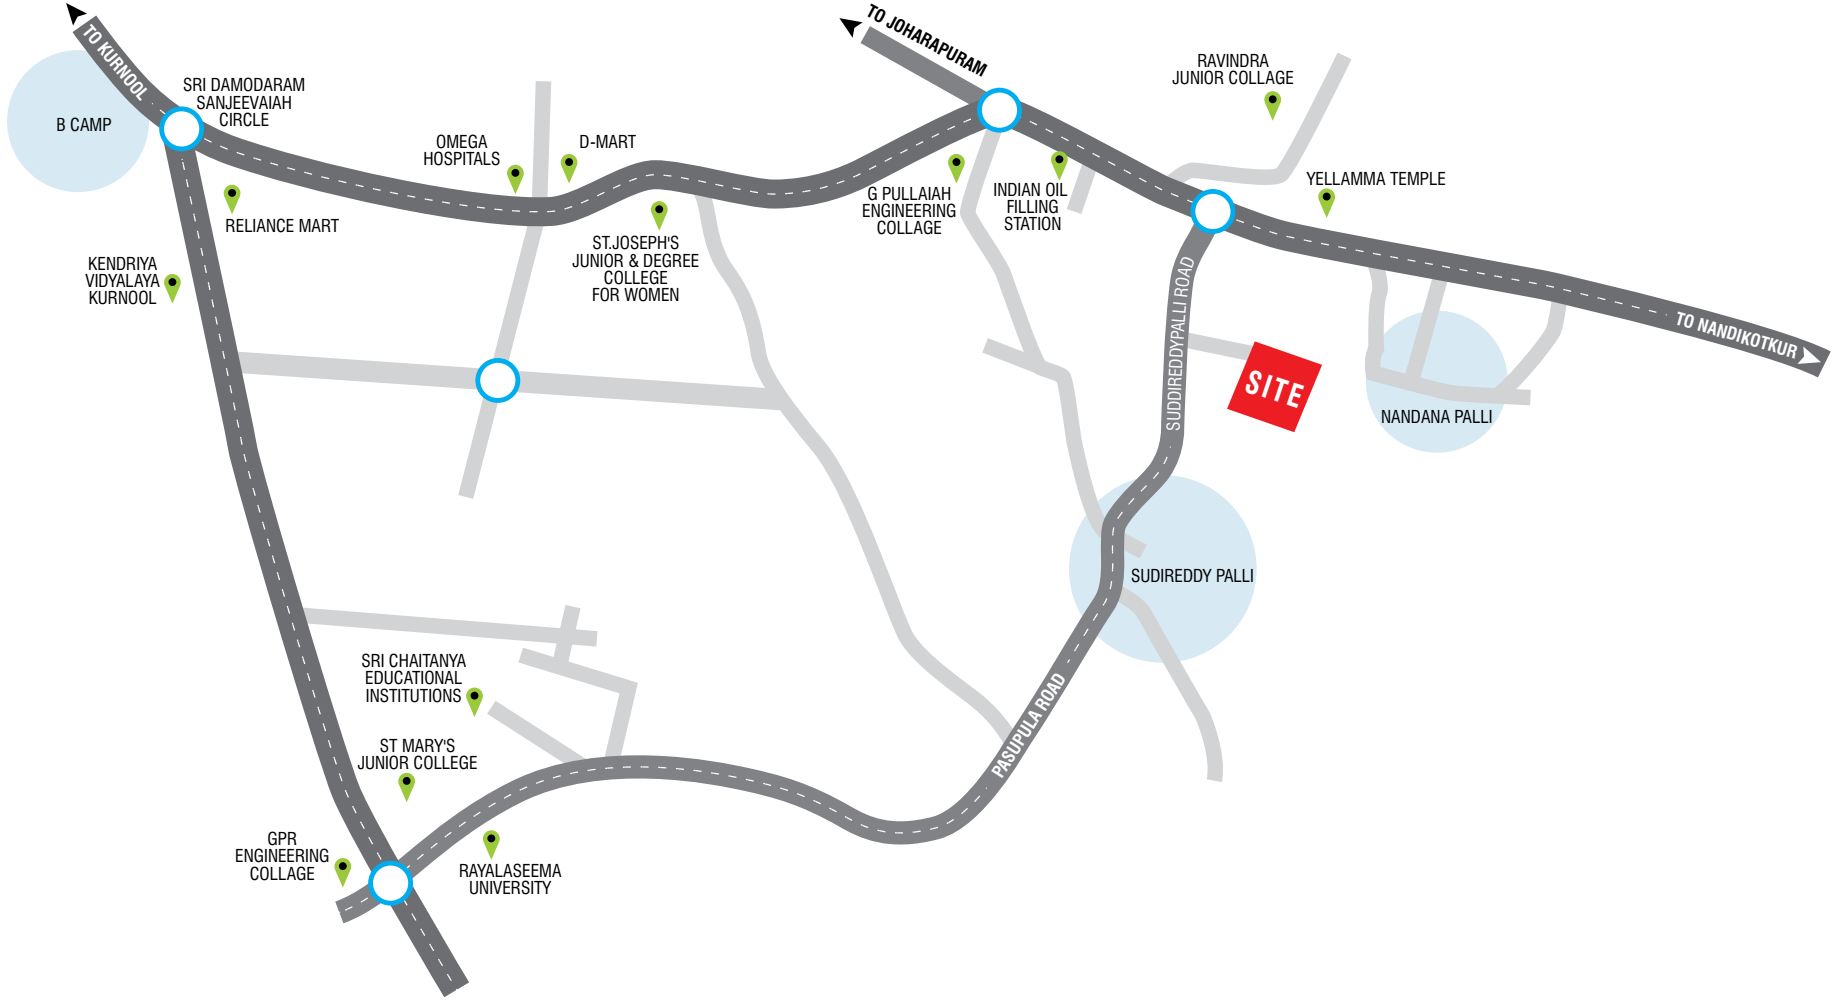 TO KURNOOL
B CAMP
SRI DAMODARAM
SANJEEVAIAH
CIRCLE
RELIANCE MART
KENDRIYA
VIDYALAYA
KURNOOL
OMEGA
HOSPITALS
D-MART
ST.JOSEPH'S
JUNIOR & DEGREE
COLLEGE
FOR WOMEN
TO JOHARAPURAM
G PULLAIAH
ENGINEERING
COLLAGE
INDIAN OIL
FILLING
STATION
RAVINDRA
JUNIOR COLLAGE
YELLAMMA TEMPLE
TO NANDIKOTKUR
SUDDIREDDYPALLI ROAD
SITE
NANDANA PALLI
SUDIREDDY PALLI
PASUPULA ROAD
SRI CHAITANYA
EDUCATIONAL
INSTITUTIONS
ST MARY'S
JUNIOR COLLEGE
GPR
ENGINEERING
COLLAGE
RAYALASEEMA
UNIVERSITY